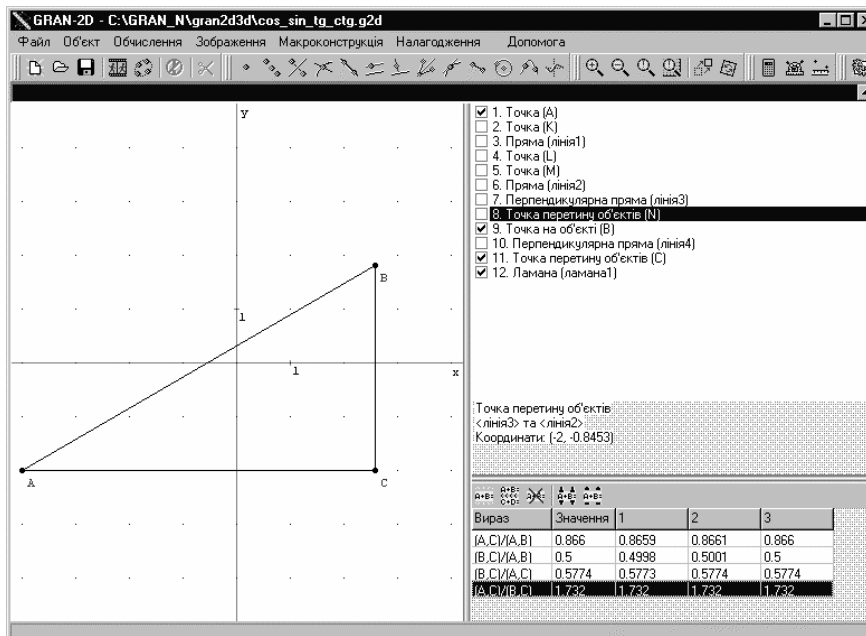 GRAN-2D - C:\GRAN_N\gran2d3d\cos_sin_tg_ctg.g2d
Файл Об'єкт Обчислення Зображення Макроконструкція Налагодження Допомога
y
B
1
1
x
A
C
1. Точка (A)
2. Точка (K)
3. Пряма (лінія1)
4. Точка (L)
5. Точка (M)
6. Пряма (лінія2)
7. Перпендикулярна пряма (лінія3)
8. Точка перетину об'єктів (N)
9. Точка на об'єкті (B)
10. Перпендикулярна пряма (лінія4)
11. Точка перетину об'єктів (C)
12. Ламана (ламана1)
Точка перетину об'єктів
<лінія3> та <лінія2>
Координати: (-2, -0.8453)
Вираз Значення 1 2 3
(A,C)/(A,B) 0.866 0.8659 0.8661 0.866
(B,C)/(A,B) 0.5 0.4998 0.5001 0.5
(B,C)/(A,C) 0.5774 0.5773 0.5774 0.5774
(A,C)/(B,C) 1.732 1.732 1.732 1.732